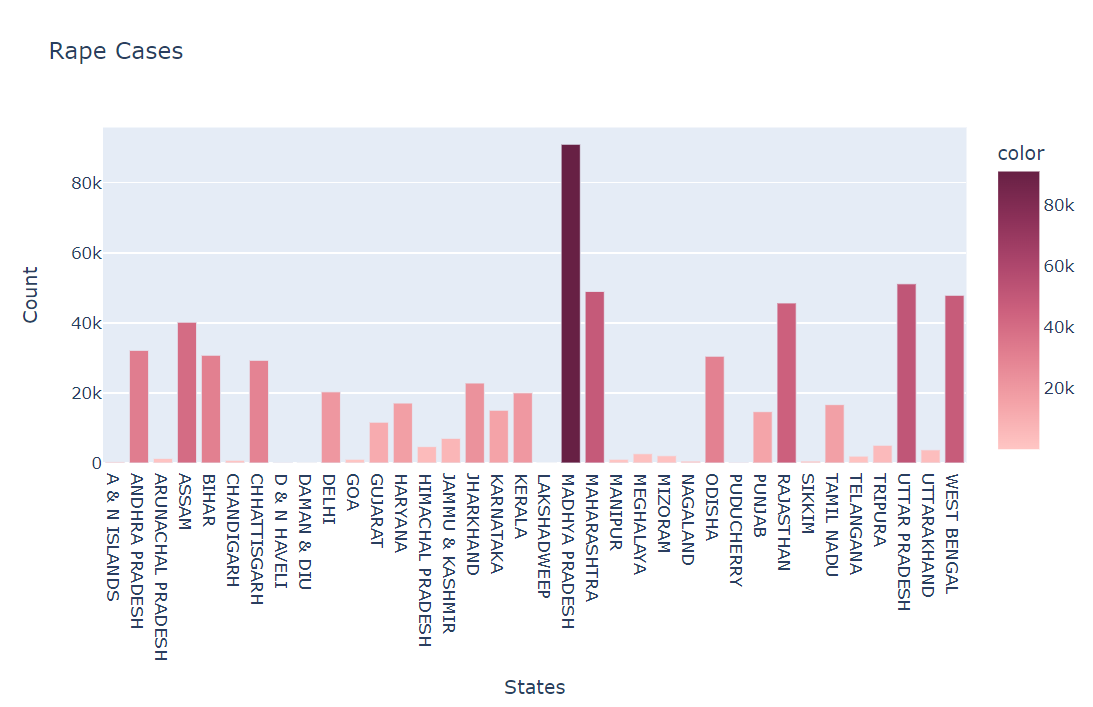 Rape Cases
color
80k
60k
40k
20k
0
Count
80k
60k
40k
20k
A & N ISLANDS
ANDHRA PRADESH
ARUNACHAL PRADESH
ASSAM
BIHAR
CHANDIGARH
CHHATTISGARH
D & N HAVELI
DAMAN & DIU
DELHI
GOA
GUJARAT
HARYANA
HIMACHAL PRADESH
JAMMU & KASHMIR
JHARKHAND
KARNATAKA
KERALA
LAKSHADWEEP
MADHYA PRADESH
MAHARASHTRA
MANIPUR
MEGHALAYA
MIZORAM
NAGALAND
ODISHA
PUDUCHERRY
PUNJAB
RAJASTHAN
SIKKIM
TAMIL NADU
TELANGANA
TRIPURA
UTTAR PRADESH
UTTARAKHAND
WEST BENGAL
States